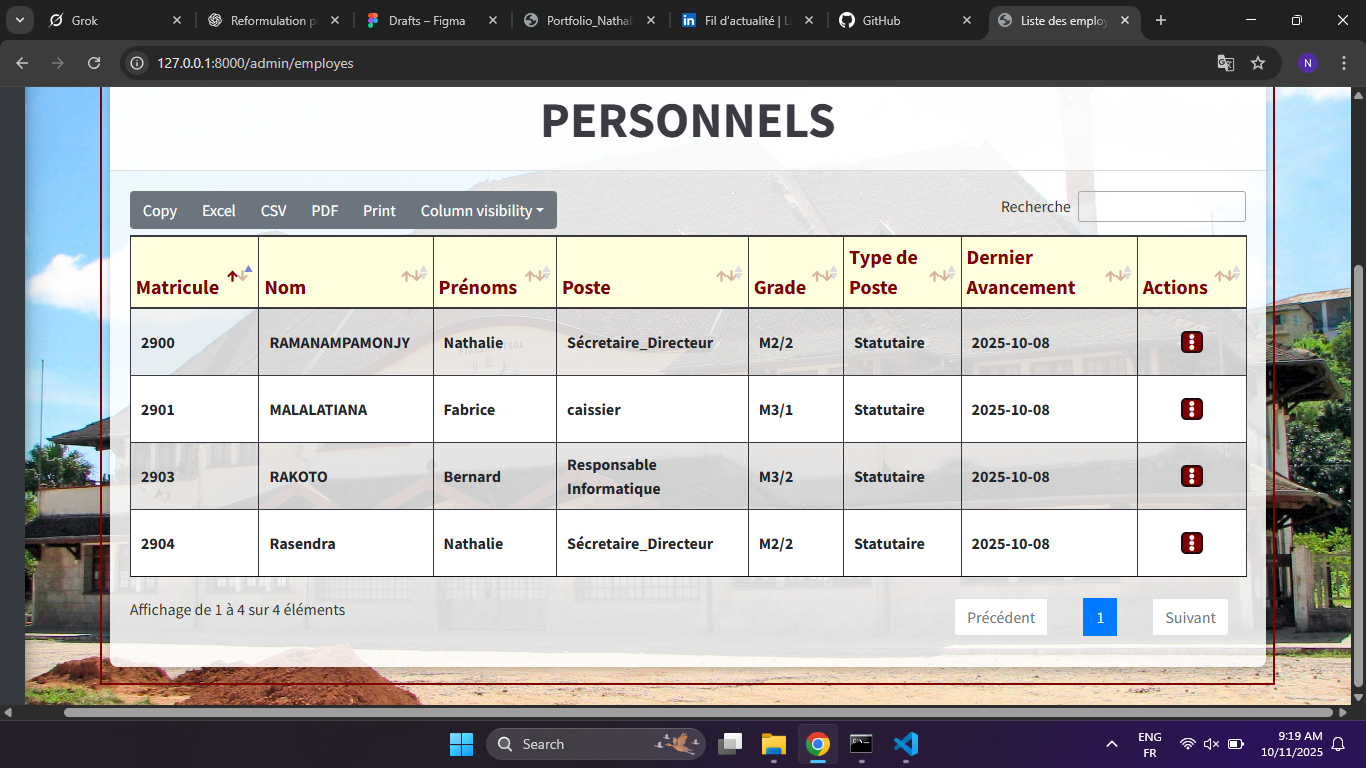 Grok
Reformulation p
Drafts – Figma
Portfolio_Nathal
Fil d'actualité | Li
GitHub
Liste des employ
127.0.0.1:8000/admin/employes
N
PERSONNELS
Copy Excel CSV PDF Print Column visibility
Recherche
Matricule Nom Prénoms Poste Grade Type de Poste Dernier Avancement Actions
2900 RAMANAMPAMONJY Nathalie Sécretaire_Directeur M2/2 Statutaire 2025-10-08
2901 MALALATIANA Fabrice caissier M3/1 Statutaire 2025-10-08
2903 RAKOTO Bernard Responsable Informatique M3/2 Statutaire 2025-10-08
2904 Rasendra Nathalie Sécretaire_Directeur M2/2 Statutaire 2025-10-08
Affichage de 1 à 4 sur 4 éléments
Précédent 1 Suivant
Search
ENG
FR
9:19 AM
10/11/2025